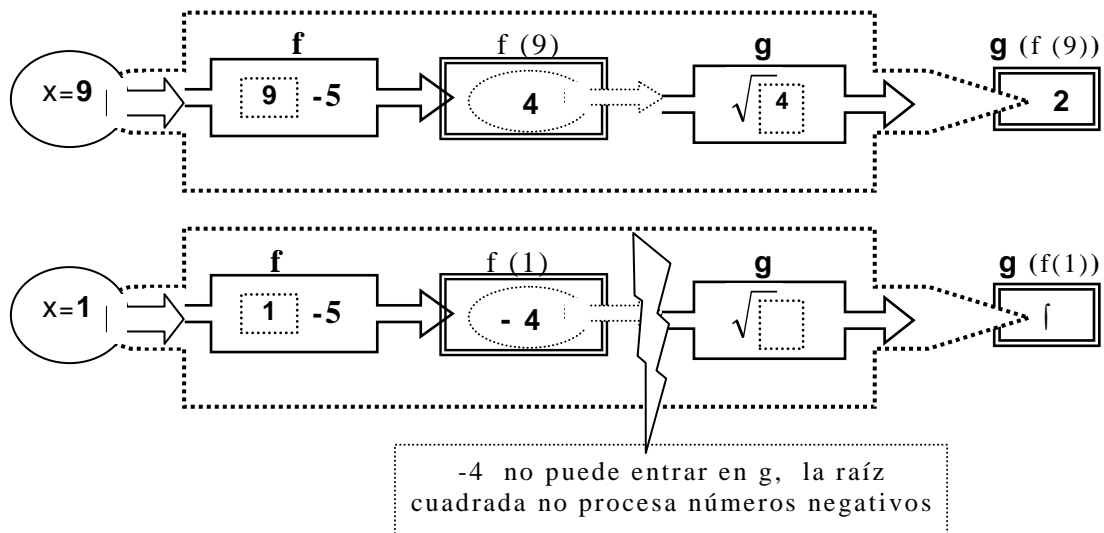 f f (9) g g (f (9))
x=9 9 -5 4 √4 2
f f (1) g g (f(1))
x=1 1 -5 - 4 √ ⌠
-4 no puede entrar en g, la raíz
cuadrada no procesa números negativos